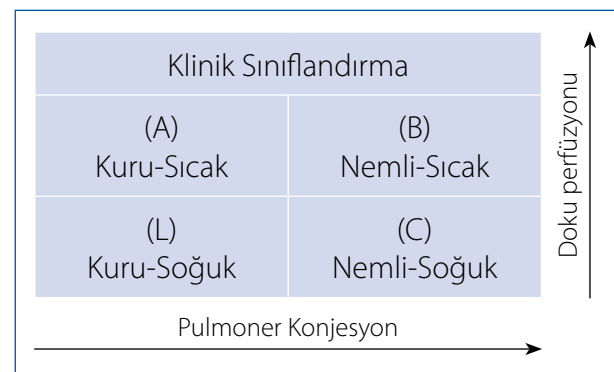 Klinik Sınıflandırma
(A)
Kuru-Sıcak
(B)
Nemli-Sıcak
(L)
Kuru-Soğuk
(C)
Nemli-Soğuk
Doku perfüzyonu
Pulmoner Konjesyon